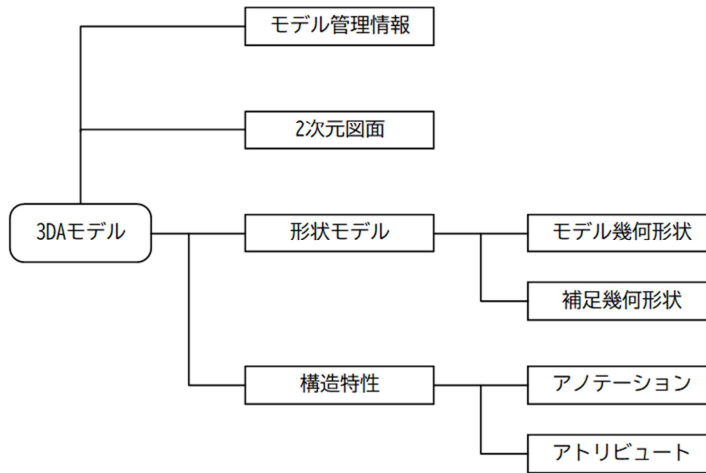 モデル管理情報
2次元図面
3DAモデル
形状モデル
モデル幾何形状
補足幾何形状
構造特性
アノテーション
アトリビュート